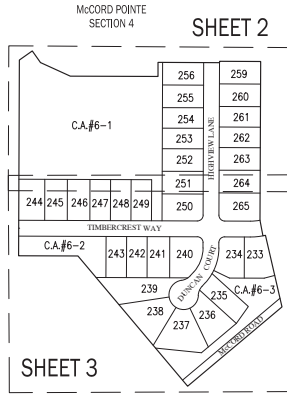 McCORD POINTE
SECTION 4
SHEET 2
256
259
255
260
C.A.#6-1
254
261
253
262
HIGHVIEW LANE
252
263
251
264
244 245 246 247 248 249
250
265
TIMBERCREST WAY
C.A.#6-2
243 242 241 240
234 233
DUNCAN COURT
239
235
C.A.#6-3
238
236
237
McCORD ROAD
SHEET 3